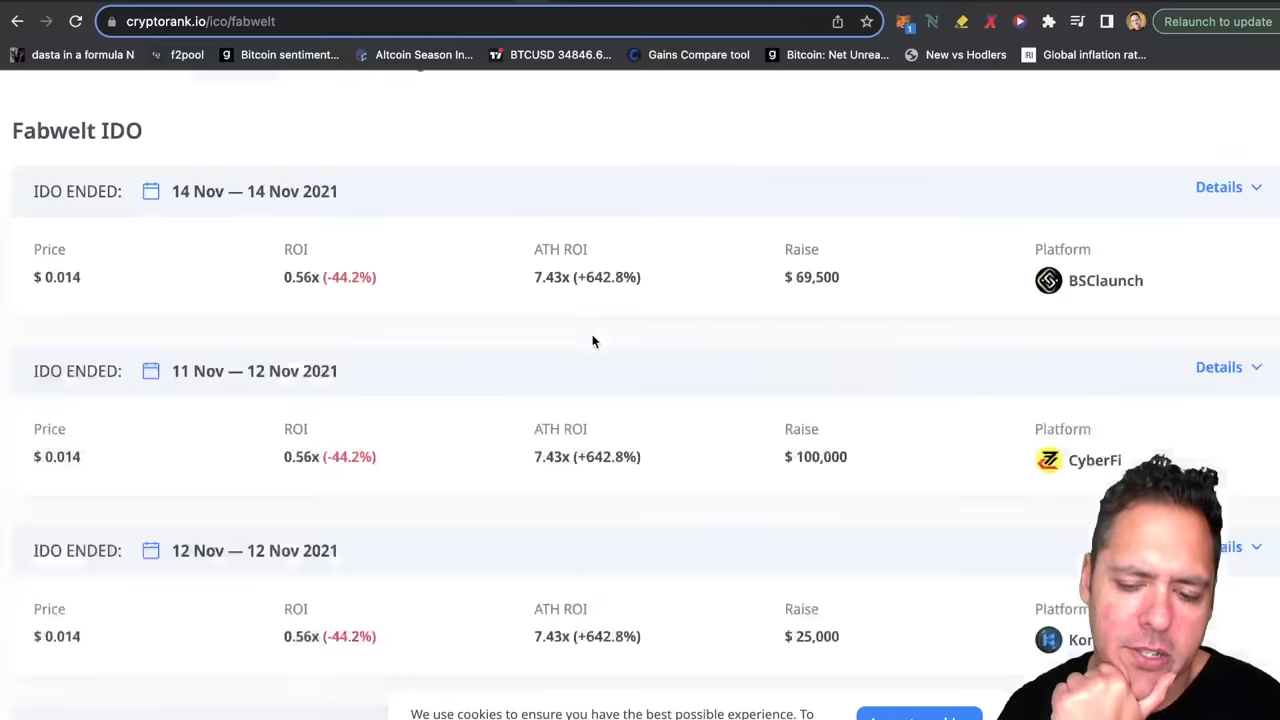 cryptorank.io/ico/fabwelt
Relaunch to update
dasta in a formula N f2pool Bitcoin sentiment... Altcoin Season In... BTCUSD 34846.6... Gains Compare tool Bitcoin: Net Unrea... New vs Hodlers RI Global inflation rat...
Fabwelt IDO
IDO ENDED: 14 Nov — 14 Nov 2021 Details
Price ROI ATH ROI Raise Platform
$ 0.014 0.56x (-44.2%) 7.43x (+642.8%) $ 69,500 BSClaunch
IDO ENDED: 11 Nov — 12 Nov 2021 Details
Price ROI ATH ROI Raise Platform
$ 0.014 0.56x (-44.2%) 7.43x (+642.8%) $ 100,000 CyberFi
IDO ENDED: 12 Nov — 12 Nov 2021
Price ROI ATH ROI Raise Platform
$ 0.014 0.56x (-44.2%) 7.43x (+642.8%) $ 25,000
We use cookies to ensure you have the best possible experience. To